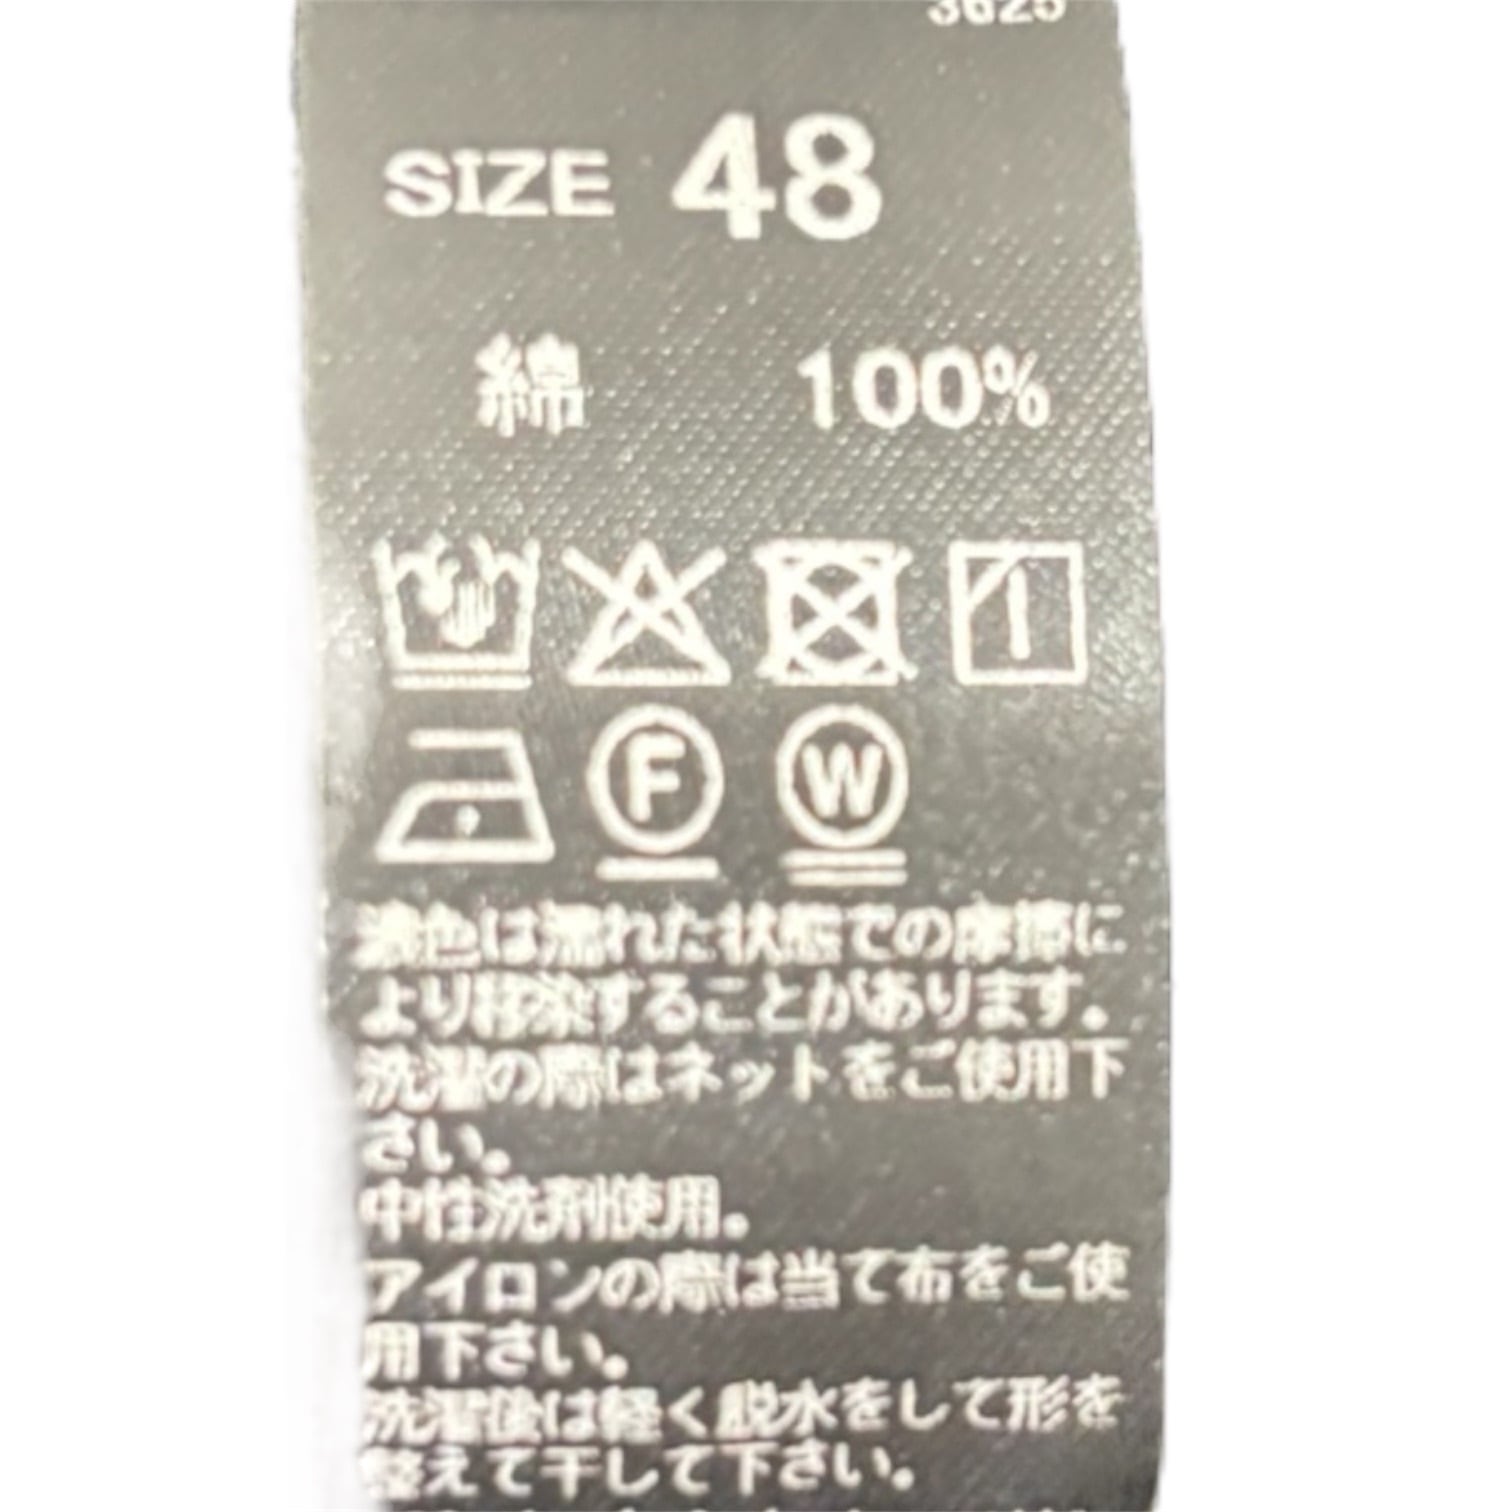 SIZE 48
綿 100%
F W
濃色は濡れた状態での摩擦に
より移染することがあります。
洗濯の際はネットをご使用下
さい。
中性洗剤使用。
アイロンの際は当て布をご使
用下さい。
洗濯後は軽く脱水をして形を
整えて干して下さい。